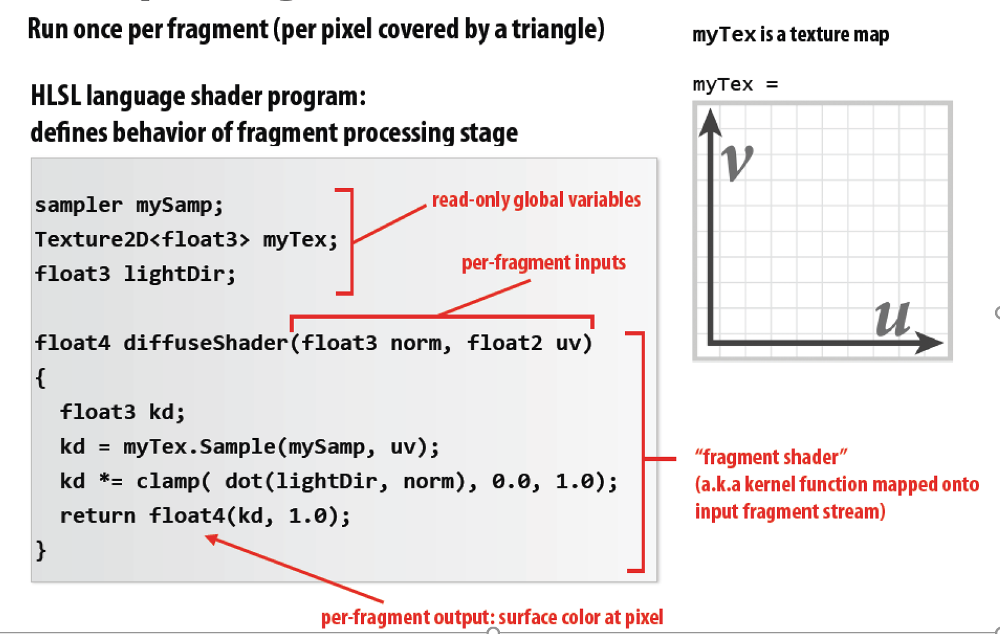 Run once per fragment (per pixel covered by a triangle)
HLSL language shader program:
defines behavior of fragment processing stage
sampler mySamp;
Texture2D<float3> myTex;
float3 lightDir;
float4 diffuseShader(float3 norm, float2 uv)
{
  float3 kd;
  kd = myTex.Sample(mySamp, uv);
  kd *= clamp( dot(lightDir, norm), 0.0, 1.0);
  return float4(kd, 1.0);
}
read-only global variables
per-fragment inputs
per-fragment output: surface color at pixel
myTex is a texture map
myTex =
v
u
“fragment shader”
(a.k.a kernel function mapped onto
input fragment stream)